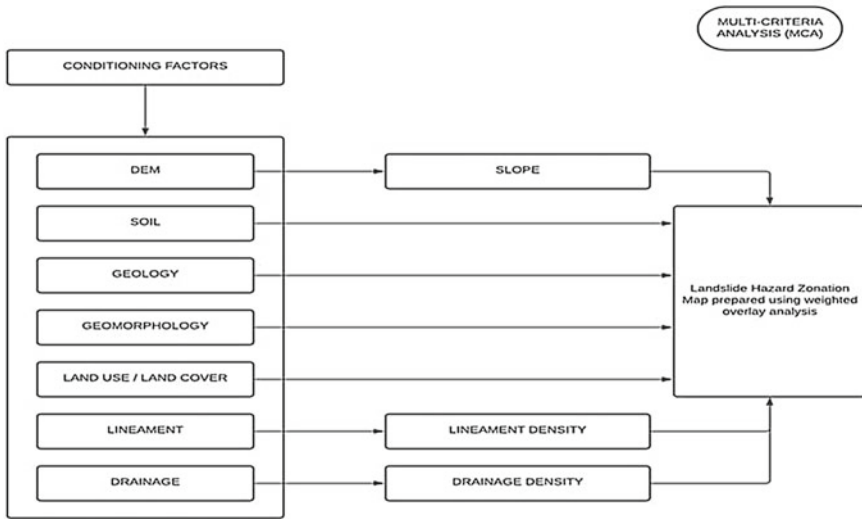 MULTI-CRITERIA
ANALYSIS (MCA)
CONDITIONING FACTORS
DEM
SLOPE
SOIL
GEOLOGY
GEOMORPHOLOGY
LAND USE / LAND COVER
LINEAMENT
LINEAMENT DENSITY
DRAINAGE
DRAINAGE DENSITY
Landslide Hazard Zonation
Map prepared using weighted
overlay analysis